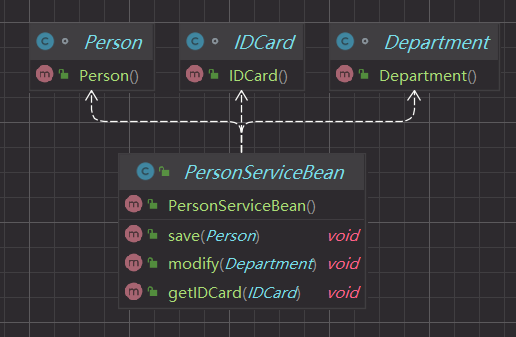 Person
Person()
IDCard
IDCard()
Department
Department()
PersonServiceBean
PersonServiceBean()
save(Person) void
modify(Department) void
getIDCard(IDCard) void